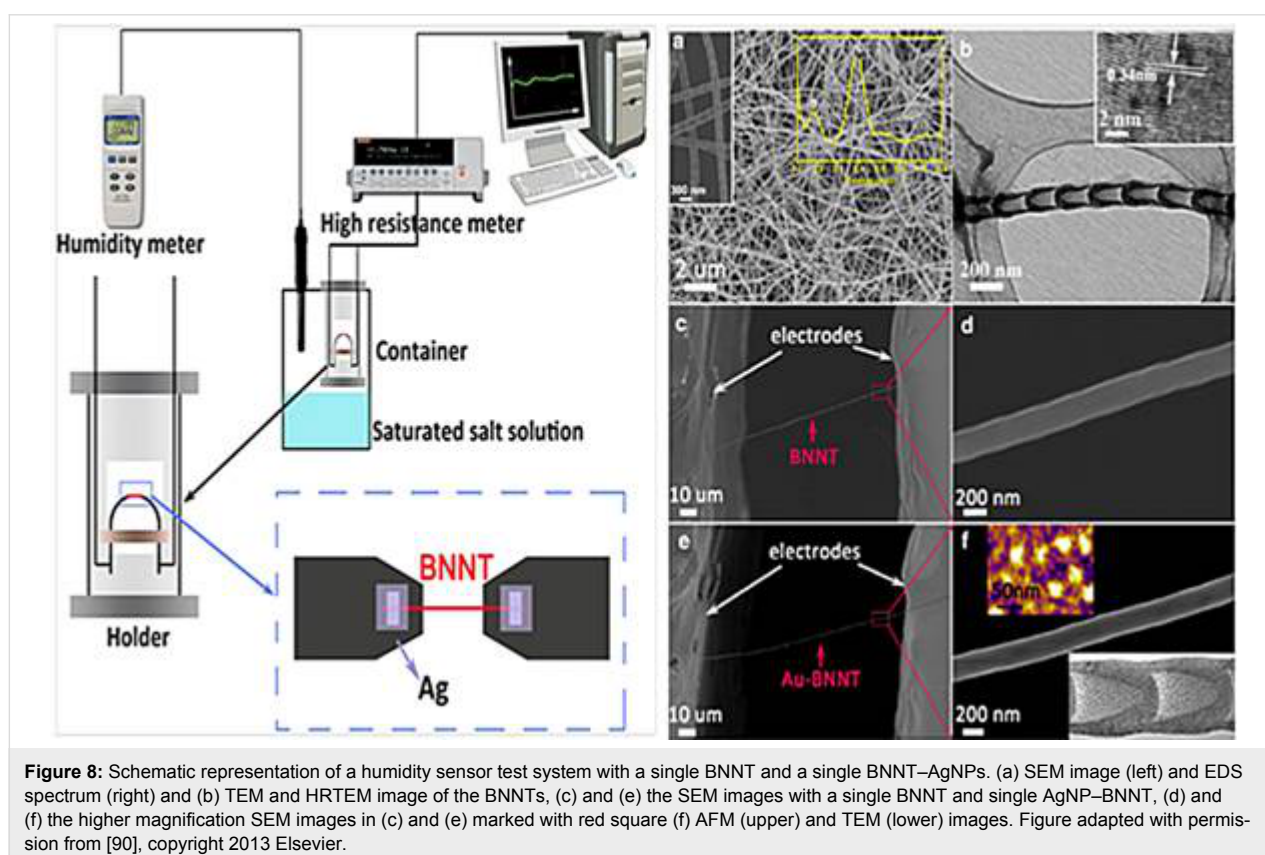 Humidity meter
High resistance meter
Container
Saturated salt solution
Holder
BNNT
Ag
a
300 nm
2 um
b
0.34nm
2 nm
200 nm
c
electrodes
BNNT
10 um
d
200 nm
e
electrodes
Au-BNNT
10 um
f
50nm
200 nm
Figure 8: Schematic representation of a humidity sensor test system with a single BNNT and a single BNNT–AgNPs. (a) SEM image (left) and EDS
spectrum (right) and (b) TEM and HRTEM image of the BNNTs, (c) and (e) the SEM images with a single BNNT and single AgNP–BNNT, (d) and
(f) the higher magnification SEM images in (c) and (e) marked with red square (f) AFM (upper) and TEM (lower) images. Figure adapted with permis-
sion from [90], copyright 2013 Elsevier.